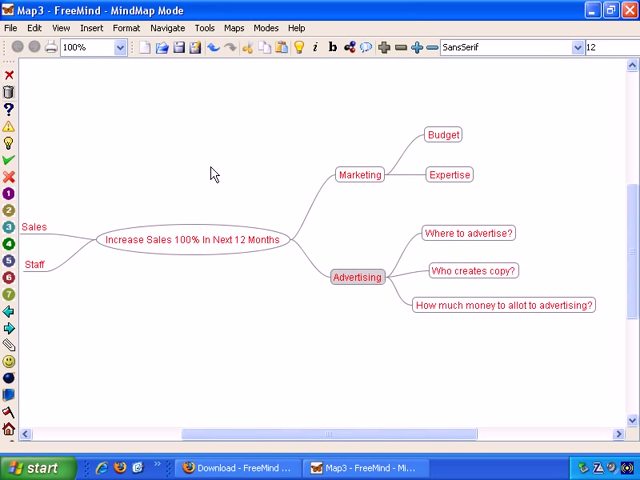 Map3 - FreeMind - MindMap Mode
File Edit View Insert Format Navigate Tools Maps Modes Help
100% SansSerif 12
Budget
Marketing Expertise
Sales Where to advertise?
Increase Sales 100% In Next 12 Months
Staff Who creates copy?
Advertising
How much money to allot to advertising?
start Download - FreeMind ... Map3 - FreeMind - Mi...